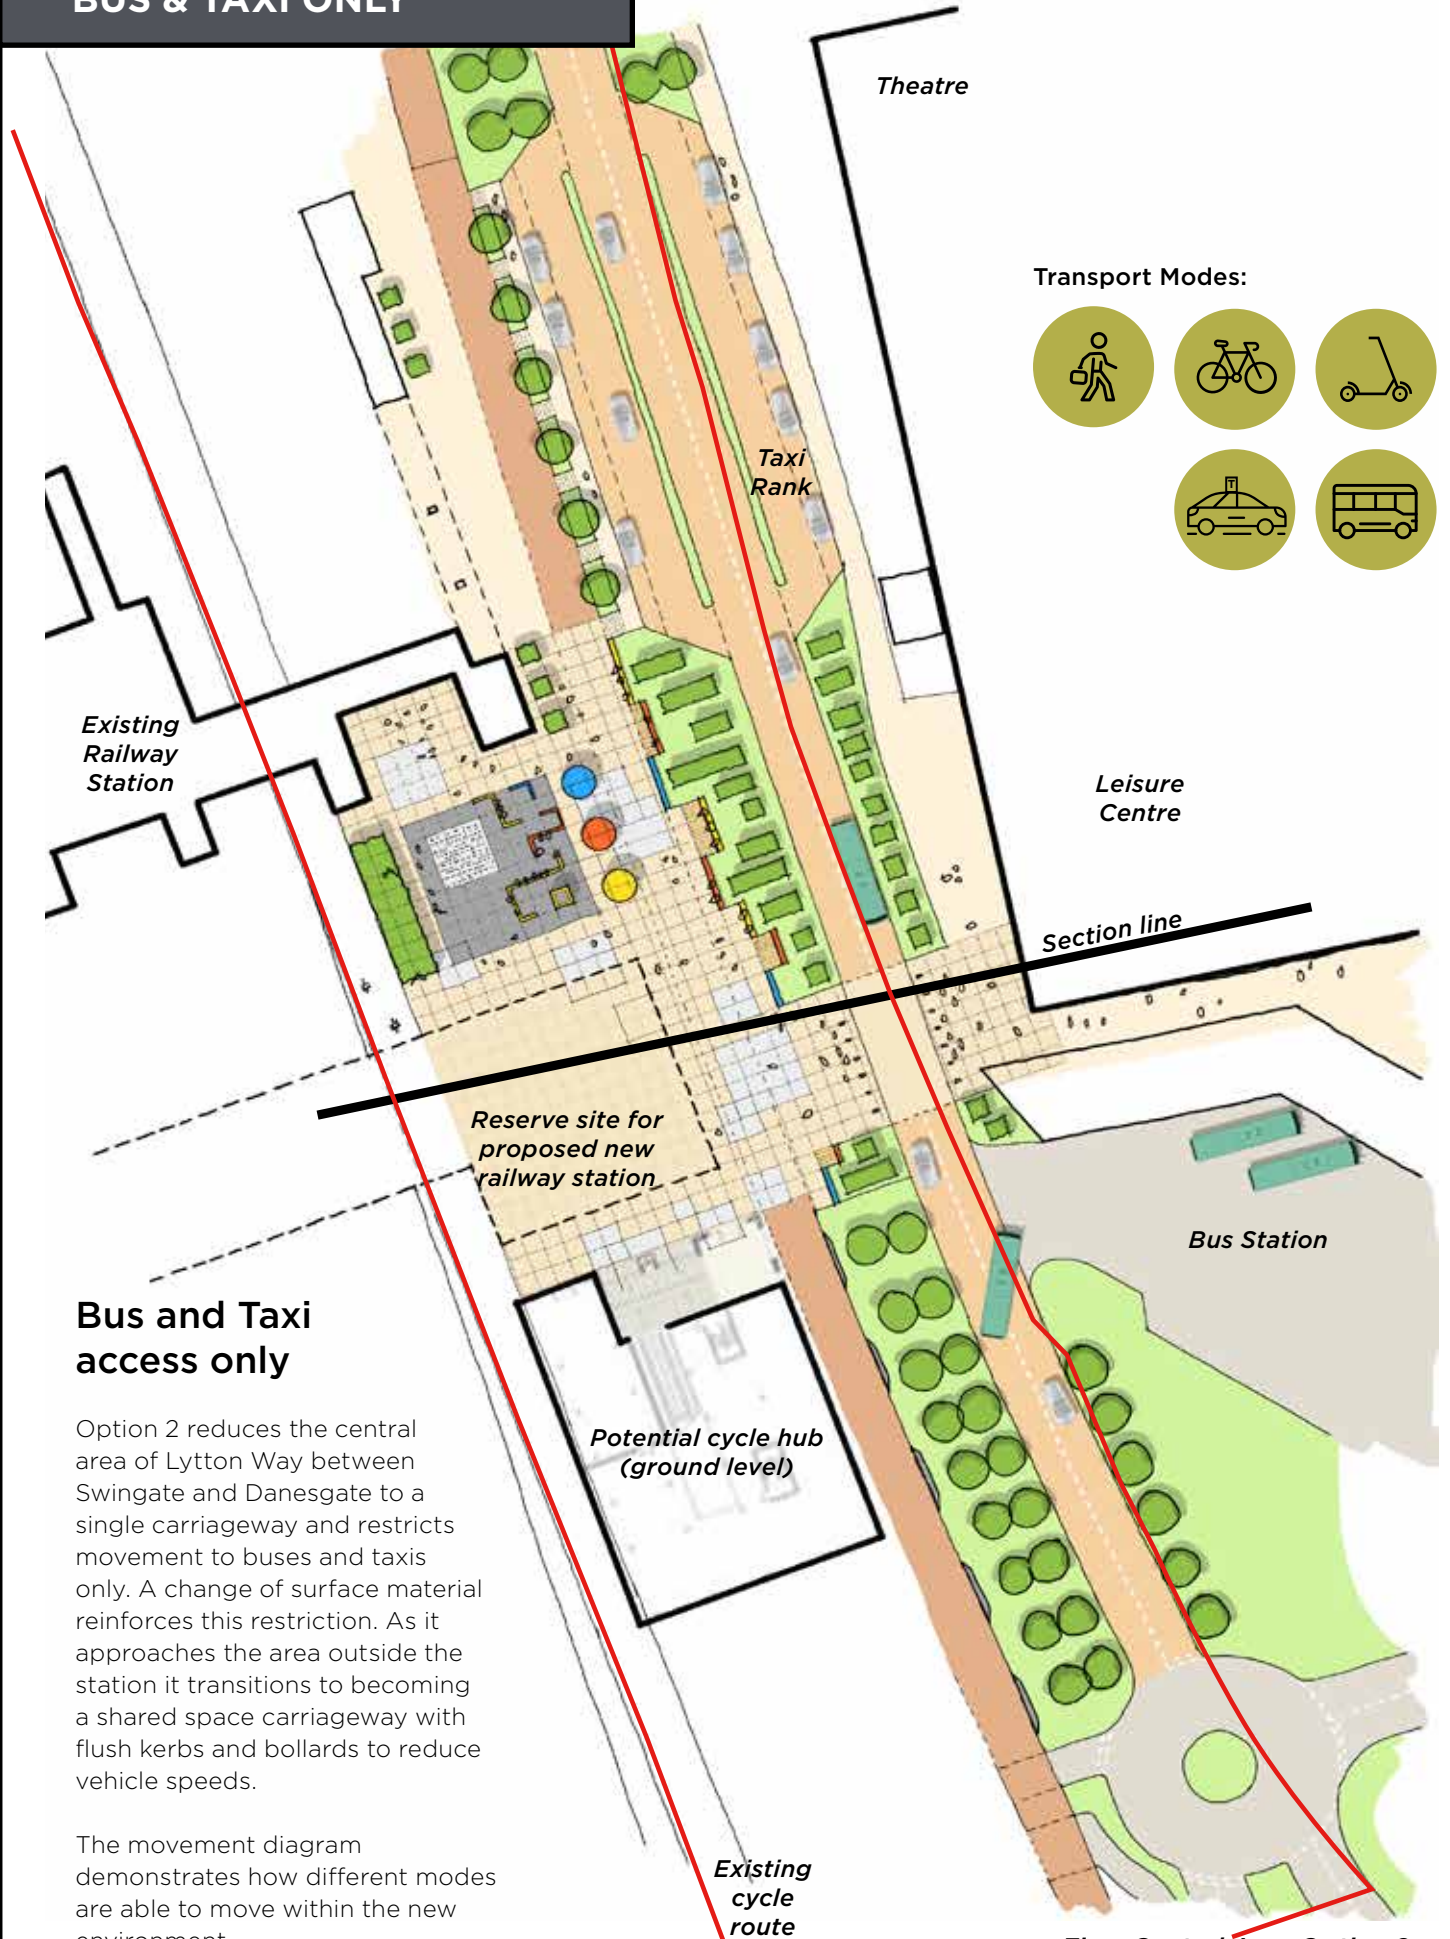 BUS & TAXI ONLY
Theatre
Transport Modes:
Taxi
Rank
Existing
Railway
Station
Leisure
Centre
Section line
Reserve site for
proposed new
railway station
Bus Station
Bus and Taxi
access only
Potential cycle hub
(ground level)
Option 2 reduces the central
area of Lytton Way between
Swingate and Danesgate to a
single carriageway and restricts
movement to buses and taxis
only. A change of surface material
reinforces this restriction. As it
approaches the area outside the
station it transitions to becoming
a shared space carriageway with
flush kerbs and bollards to reduce
vehicle speeds.
The movement diagram
demonstrates how different modes
are able to move within the new
environment
Existing
cycle
route